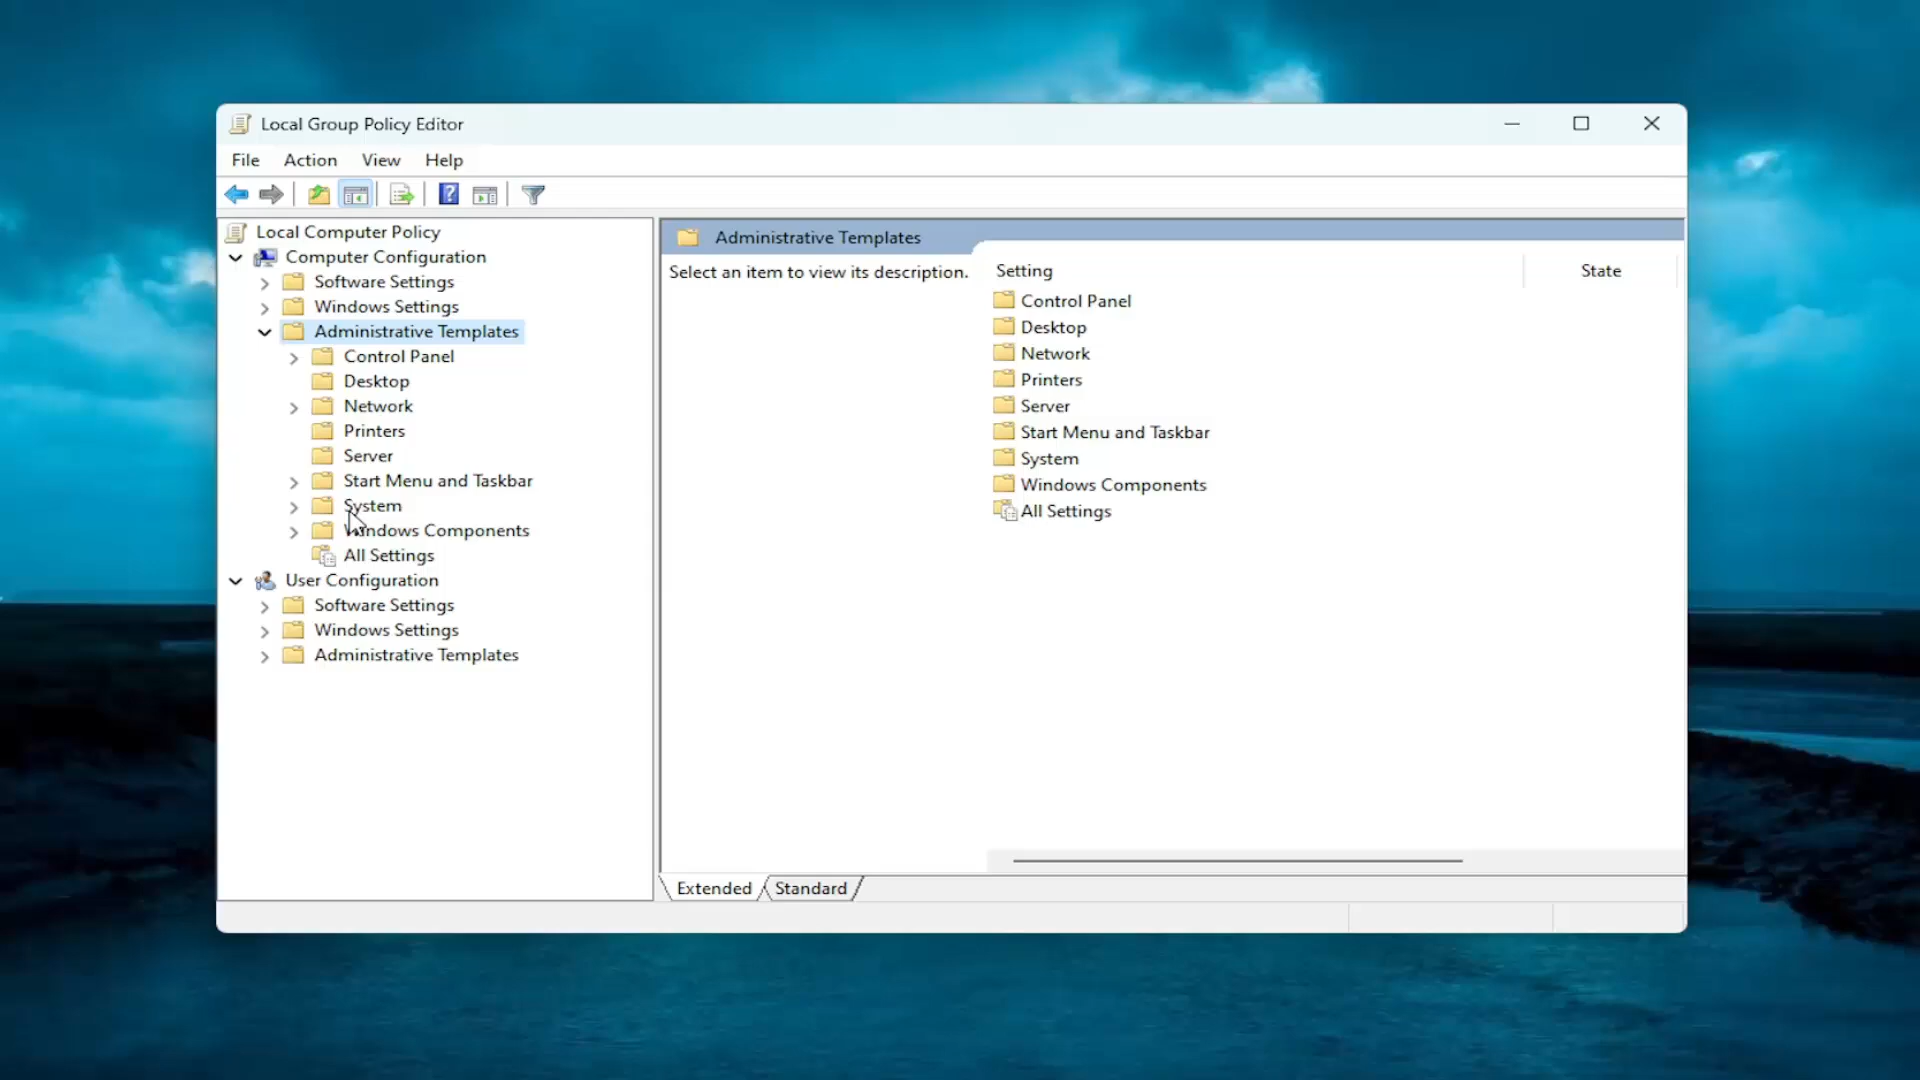 Local Group Policy Editor
File Action View Help
Local Computer Policy
Computer Configuration
Software Settings
Windows Settings
Administrative Templates
Control Panel
Desktop
Network
Printers
Server
Start Menu and Taskbar
System
Windows Components
All Settings
User Configuration
Software Settings
Windows Settings
Administrative Templates
Administrative Templates
Select an item to view its description.
Setting State
Control Panel
Desktop
Network
Printers
Server
Start Menu and Taskbar
System
Windows Components
All Settings
Extended Standard